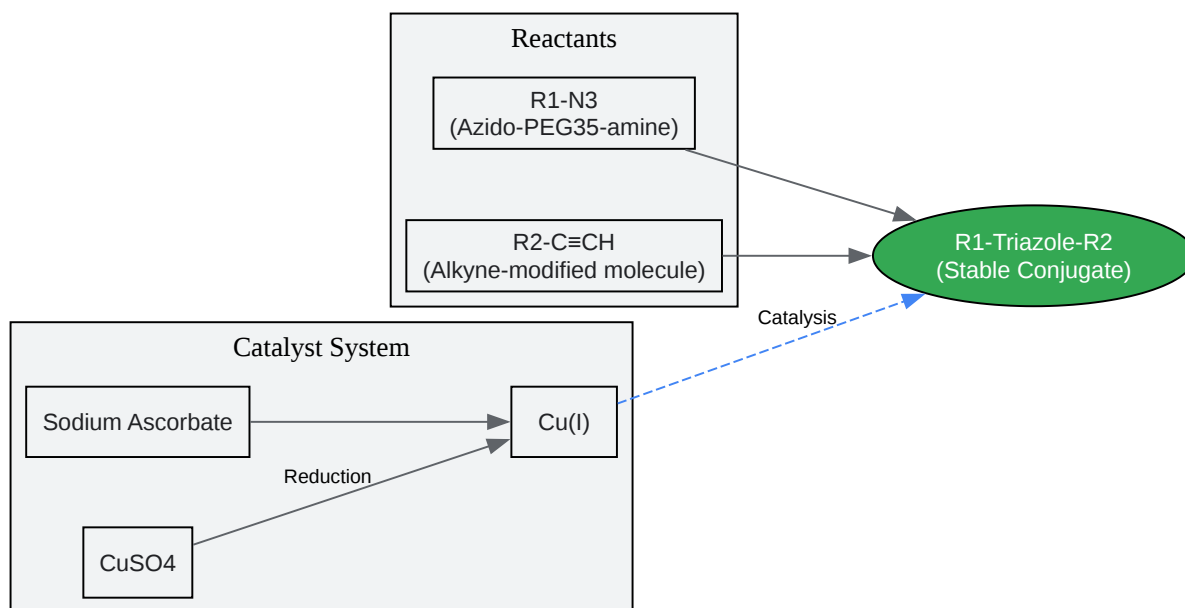 Reactants
R1-N3
(Azido-PEG35-amine)
R2-C≡CH
(Alkyne-modified molecule)
R1-Triazole-R2
(Stable Conjugate)
Catalysis
Catalyst System
Sodium Ascorbate
Cu(I)
Reduction
CuSO4